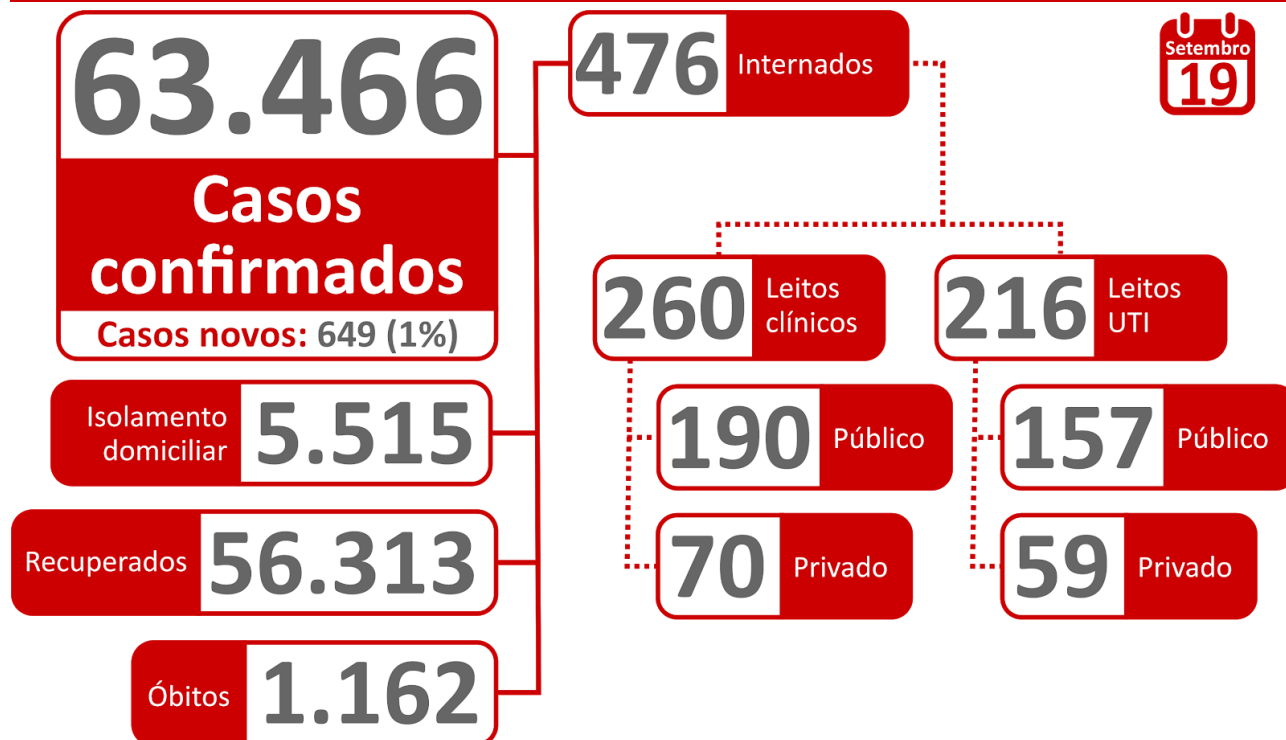 63.466
Casos
confirmados
Casos novos: 649 (1%)
476 Internados
Setembro
19
260 Leitos
clínicos
216 Leitos
UTI
190 Público
157 Público
70 Privado
59 Privado
Isolamento
domiciliar 5.515
Recuperados 56.313
Óbitos 1.162